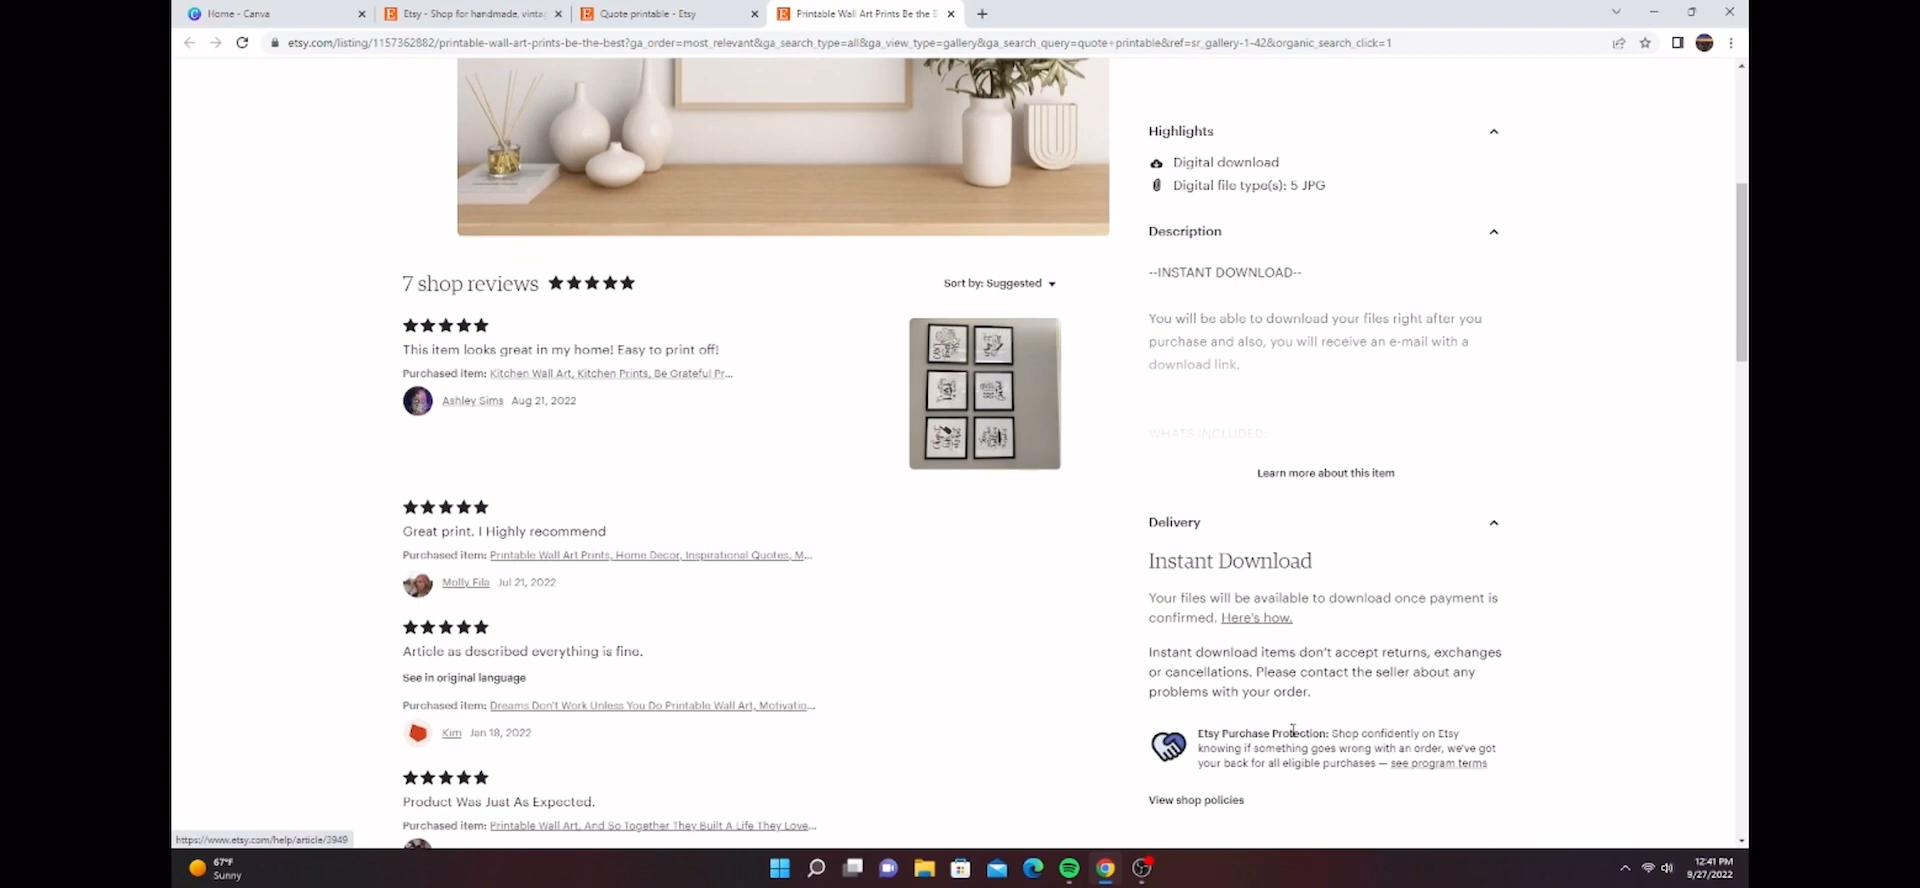 Home - Canva
Etsy - Shop for handmade, vinta
Quote printable - Etsy
Printable Wall Art Prints Be the B
etsy.com/listing/1157362882/printable-wall-art-prints-be-the-best?ga_order=most_relevant&ga_search_type=all&ga_view_type=gallery&ga_search_query=quote+printable&ref=sr_gallery-1-42&organic_search_click=1
7 shop reviews
Sort by: Suggested
This item looks great in my home! Easy to print off!
Purchased item: Kitchen Wall Art, Kitchen Prints, Be Grateful Pr...
Ashley Sims Aug 21, 2022
Great print. I Highly recommend
Purchased item: Printable Wall Art Prints, Home Decor, Inspirational Quotes, M...
Molly Fila Jul 21, 2022
Article as described everything is fine.
See in original language
Purchased item: Dreams Don't Work Unless You Do Printable Wall Art, Motivatio...
Kim Jan 18, 2022
Product Was Just As Expected.
Purchased item: Printable Wall Art, And So Together They Built A Life They Love...
Highlights
Digital download
Digital file type(s): 5 JPG
Description
--INSTANT DOWNLOAD--
You will be able to download your files right after you
purchase and also, you will receive an e-mail with a
download link.
WHATS INCLUDED:
Learn more about this item
Delivery
Instant Download
Your files will be available to download once payment is
confirmed. Here's how.
Instant download items don't accept returns, exchanges
or cancellations. Please contact the seller about any
problems with your order.
Etsy Purchase Protection: Shop confidently on Etsy
knowing if something goes wrong with an order, we've got
your back for all eligible purchases — see program terms
View shop policies
https://www.etsy.com/help/article/3949
67°F
Sunny
12:41 PM
9/27/2022